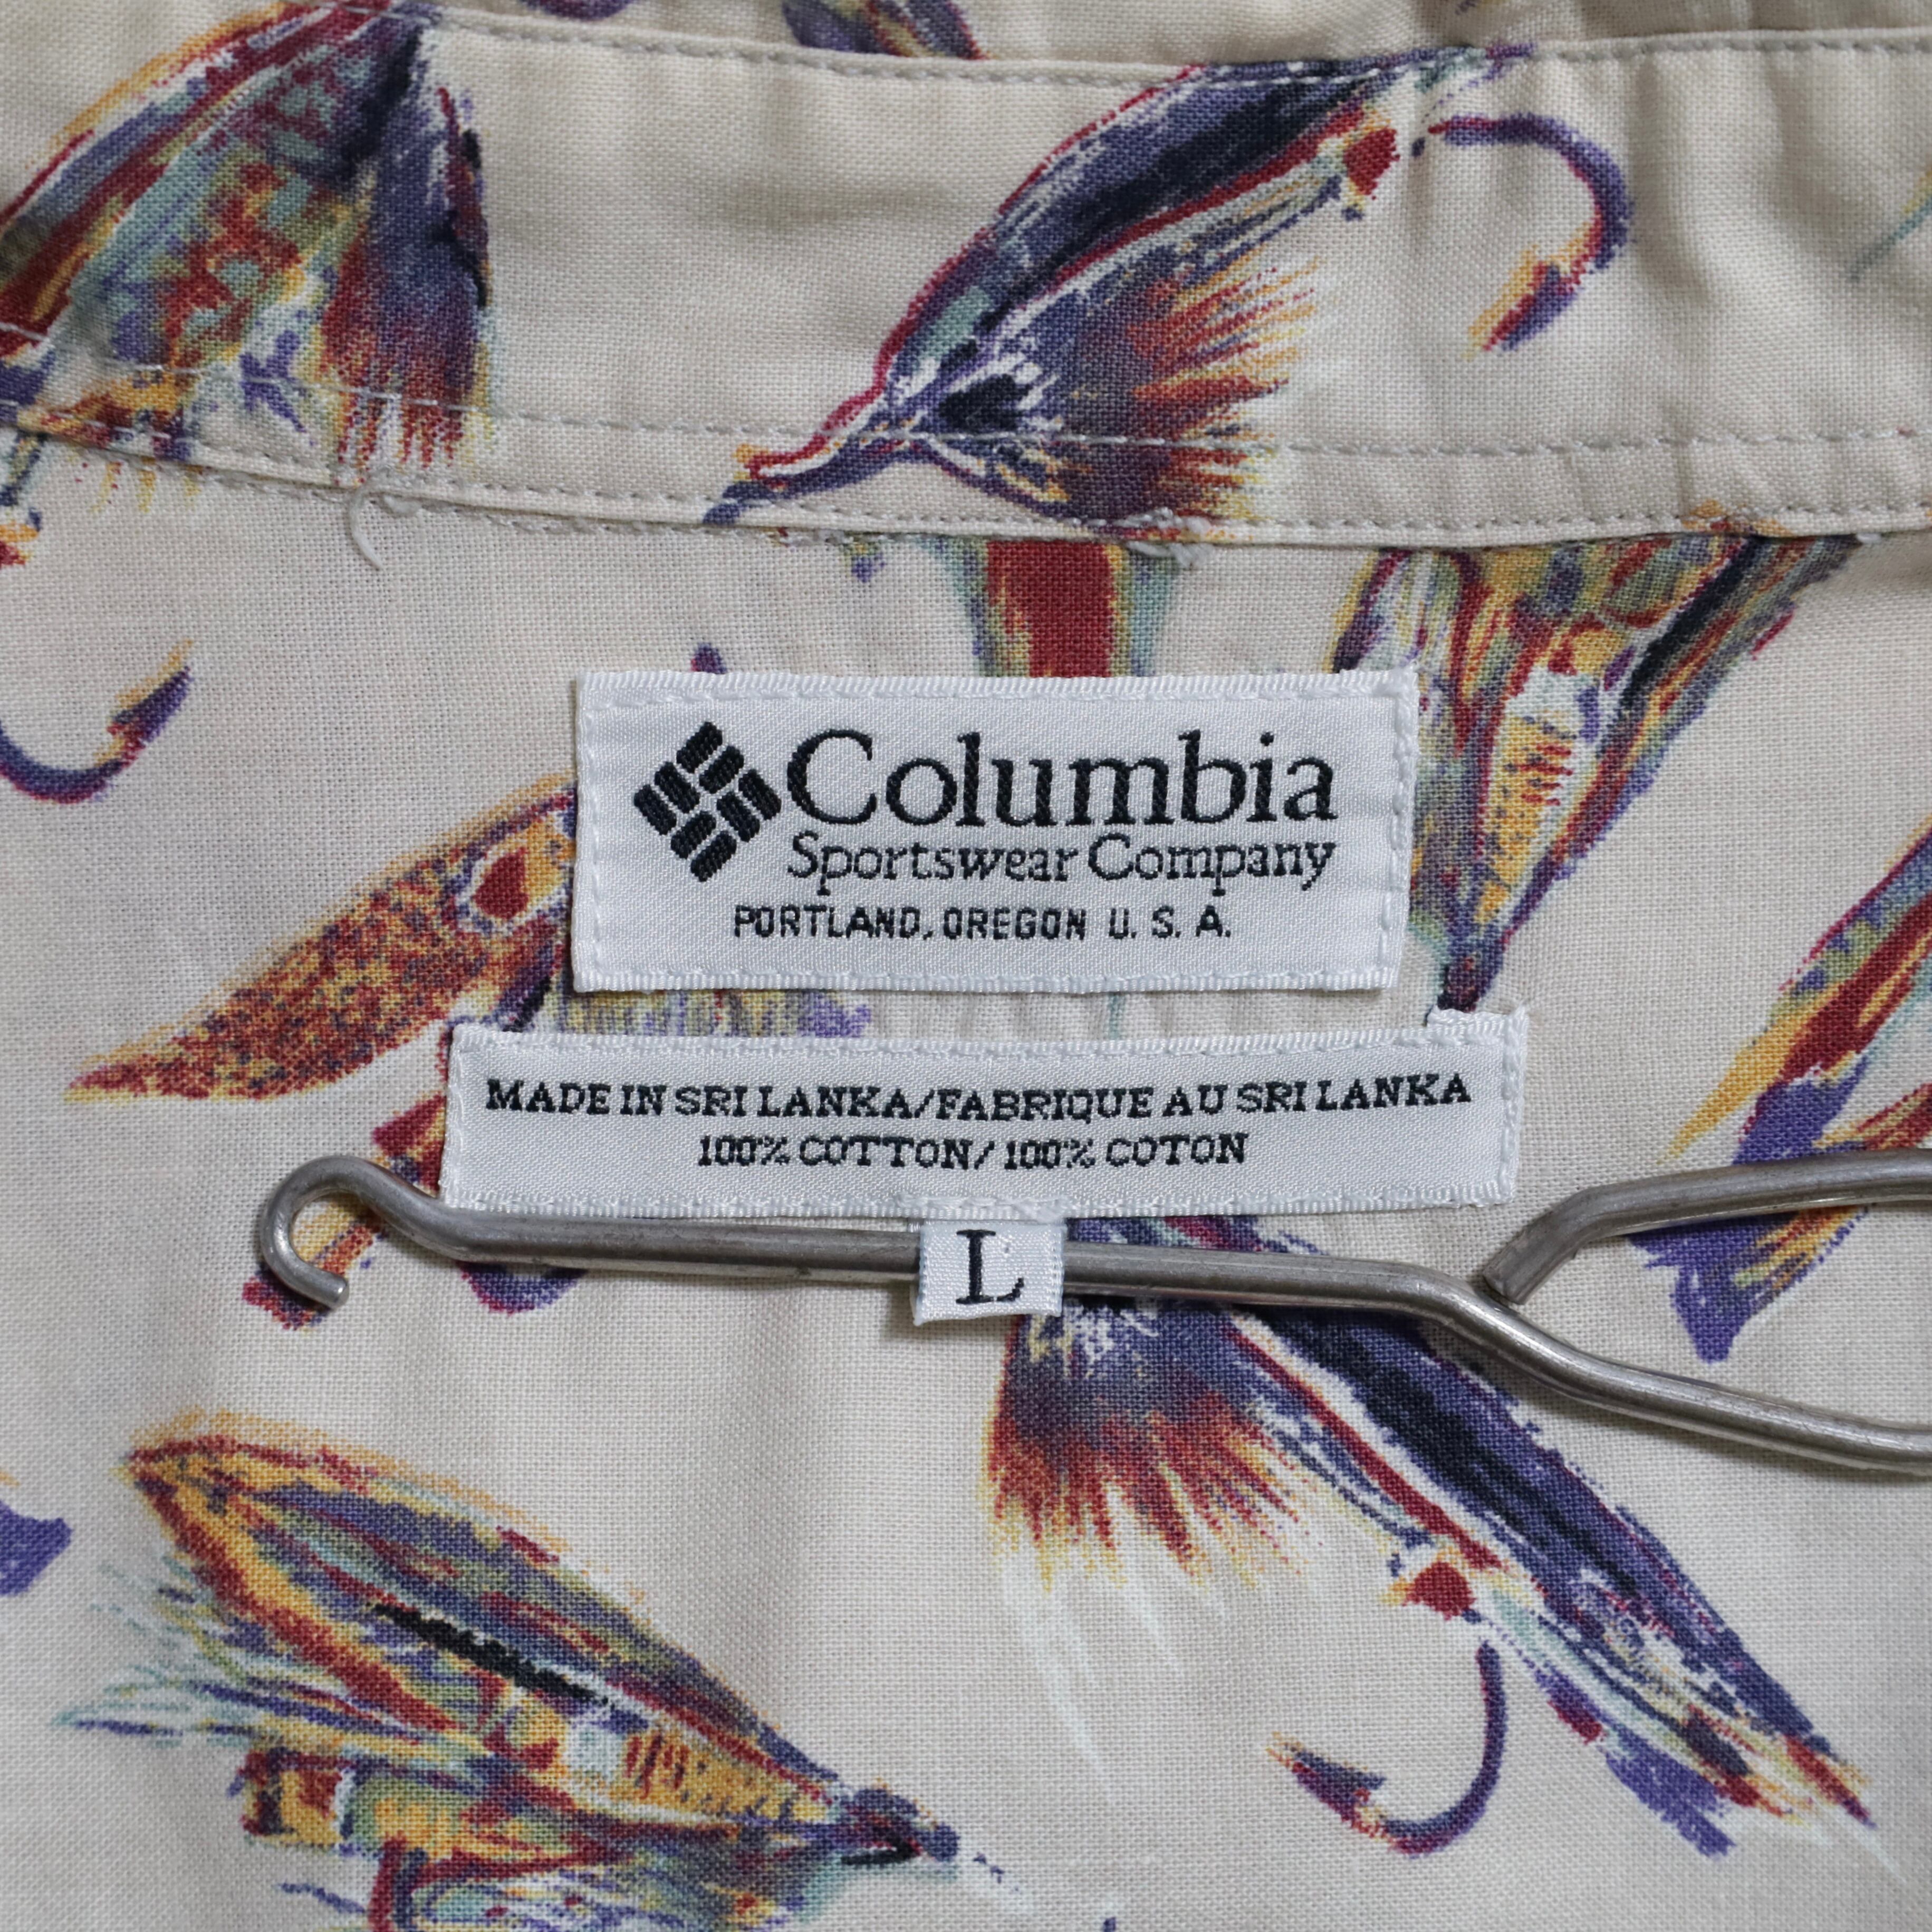 Columbia
Sportswear Company
PORTLAND, OREGON U. S. A.
MADE IN SRI LANKA/FABRIQUE AU SRI LANKA
100% COTTON/ 100% COTON
L